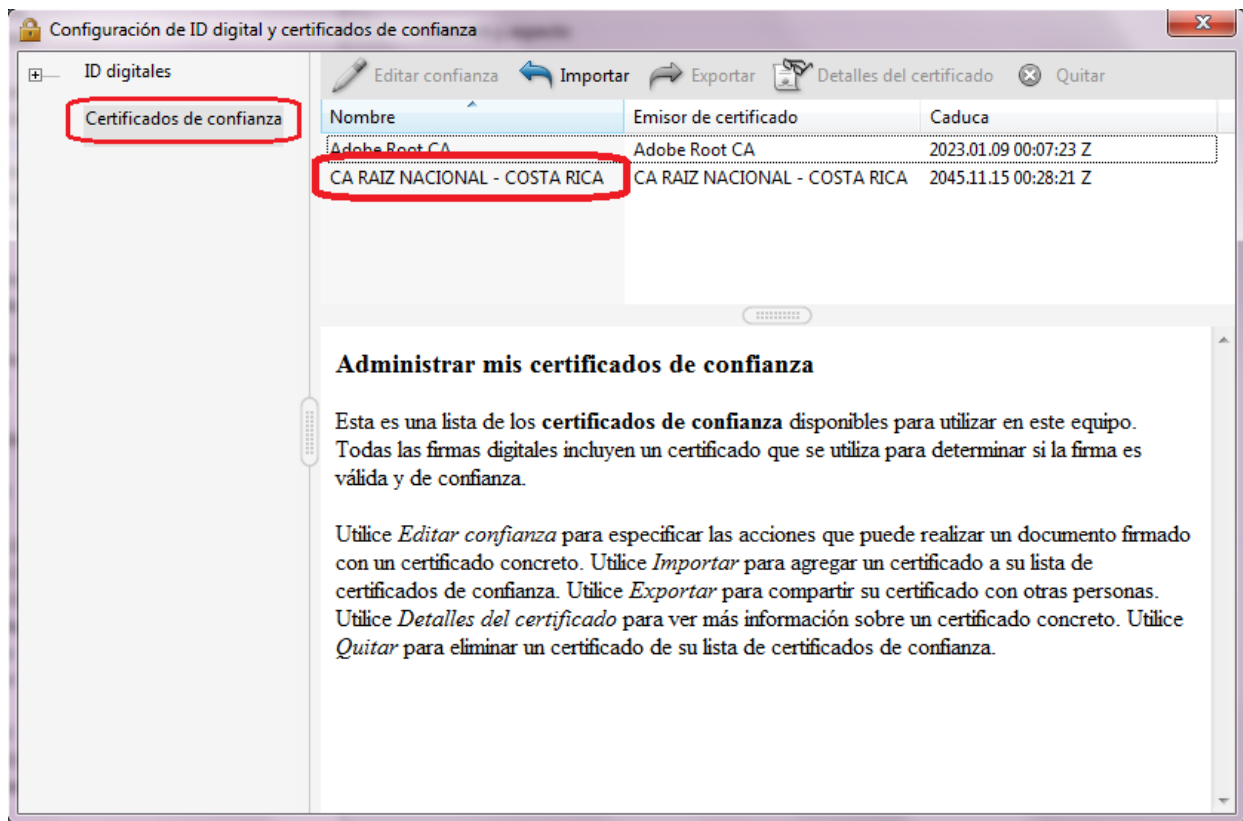 Configuración de ID digital y certificados de confianza
ID digitales
Certificados de confianza
Editar confianza Importar Exportar Detalles del certificado Quitar
Nombre Emisor de certificado Caduca
Adobe Root CA Adobe Root CA 2023.01.09 00:07:23 Z
CA RAIZ NACIONAL - COSTA RICA CA RAIZ NACIONAL - COSTA RICA 2045.11.15 00:28:21 Z
Administrar mis certificados de confianza
Esta es una lista de los certificados de confianza disponibles para utilizar en este equipo.
Todas las firmas digitales incluyen un certificado que se utiliza para determinar si la firma es
válida y de confianza.
Utilice Editar confianza para especificar las acciones que puede realizar un documento firmado
con un certificado concreto. Utilice Importar para agregar un certificado a su lista de
certificados de confianza. Utilice Exportar para compartir su certificado con otras personas.
Utilice Detalles del certificado para ver más información sobre un certificado concreto. Utilice
Quitar para eliminar un certificado de su lista de certificados de confianza.